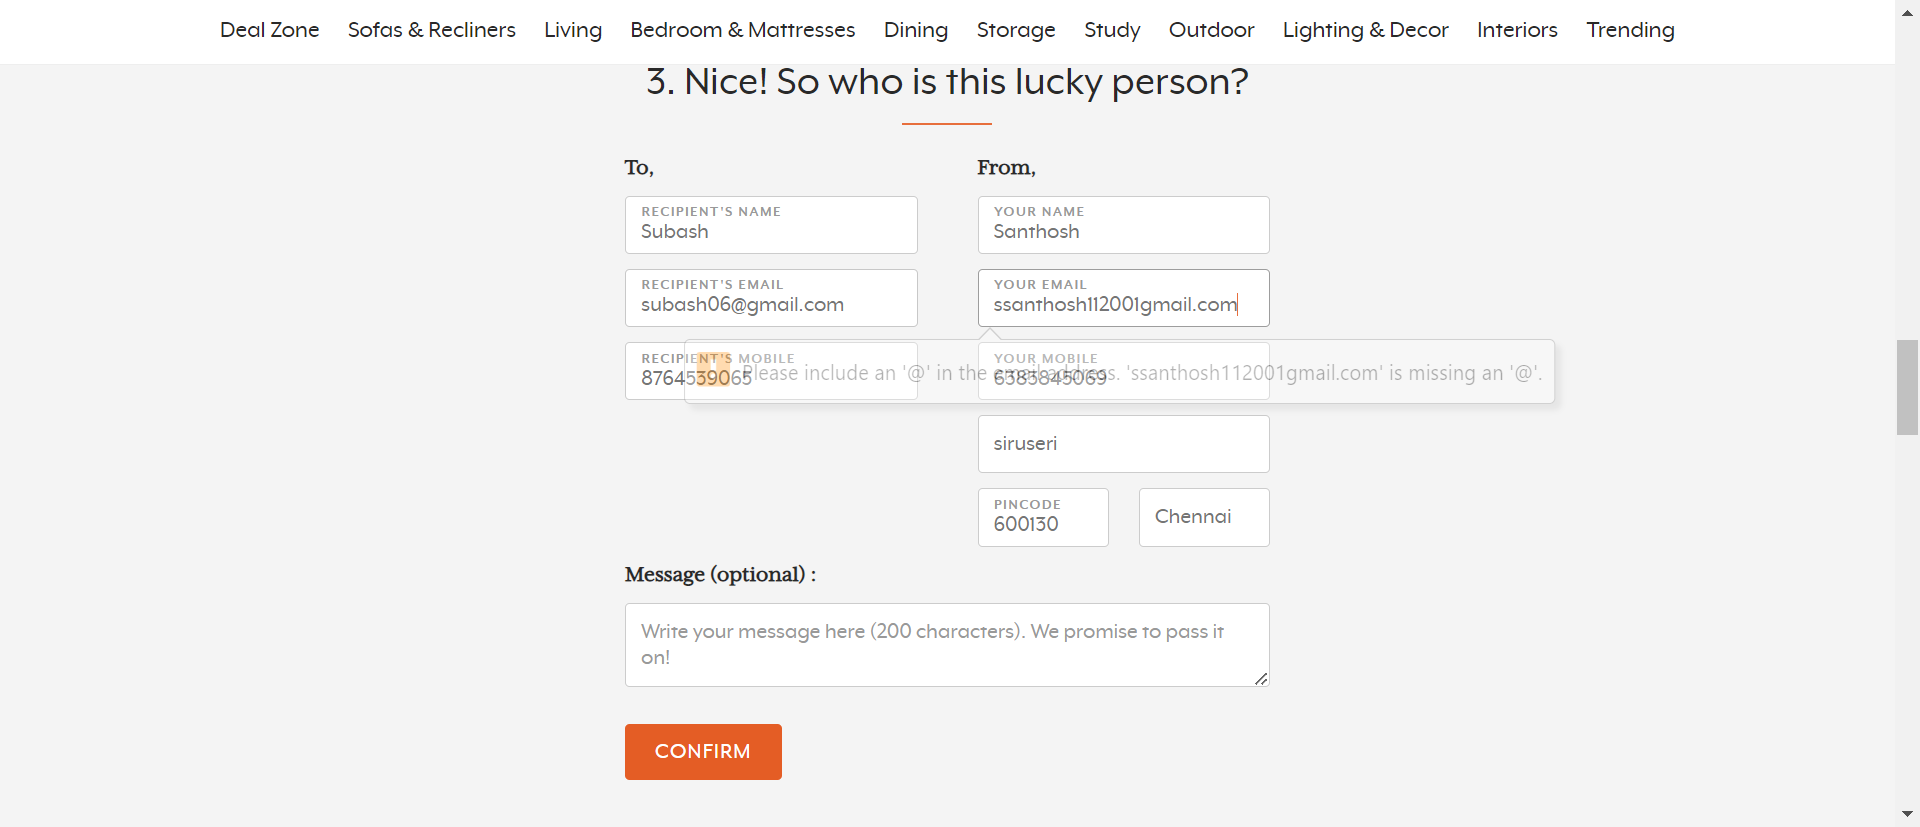 Deal Zone Sofas & Recliners Living Bedroom & Mattresses Dining Storage Study Outdoor Lighting & Decor Interiors Trending
3. Nice! So who is this lucky person?
To,
RECIPIENT'S NAME
Subash
RECIPIENT'S EMAIL
subash06@gmail.com
RECIPIENT'S MOBILE
8764539065
From,
YOUR NAME
Santhosh
YOUR EMAIL
ssanthosh112001gmail.com
Please include an '@' in the email address. 'ssanthosh112001gmail.com' is missing an '@'.
YOUR MOBILE
6383845069
siruseri
PINCODE
600130
Chennai
Message (optional) :
Write your message here (200 characters). We promise to pass it
on!
CONFIRM